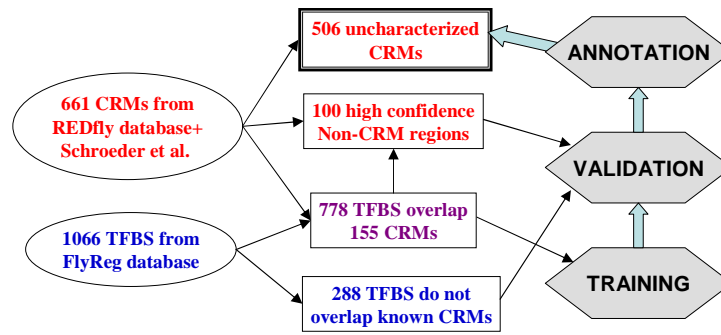 506 uncharacterized
CRMs
ANNOTATION
661 CRMs from
REDfly database+
Schroeder et al.
100 high confidence
Non-CRM regions
VALIDATION
778 TFBS overlap
155 CRMs
1066 TFBS from
FlyReg database
288 TFBS do not
overlap known CRMs
TRAINING